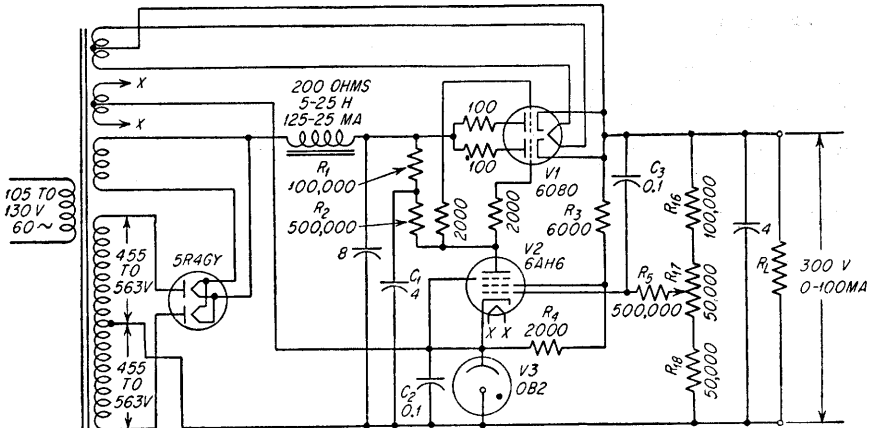 X
X
105 TO
130 V
60 ~
455
TO
563V
455
TO
563V
5R4GY
200 OHMS
5-25 H
125-25 MA
R1
100,000
R2
500,000
8
C1
4
100
100
2000
2000
V1
6080
V2
6AH6
X X
C2
0.1
V3
OB2
R3
6000
R4
2000
C3
0.1
R5
500,000
R16
100,000
R17
50,000
R18
50,000
4
RL
300 V
0-100MA